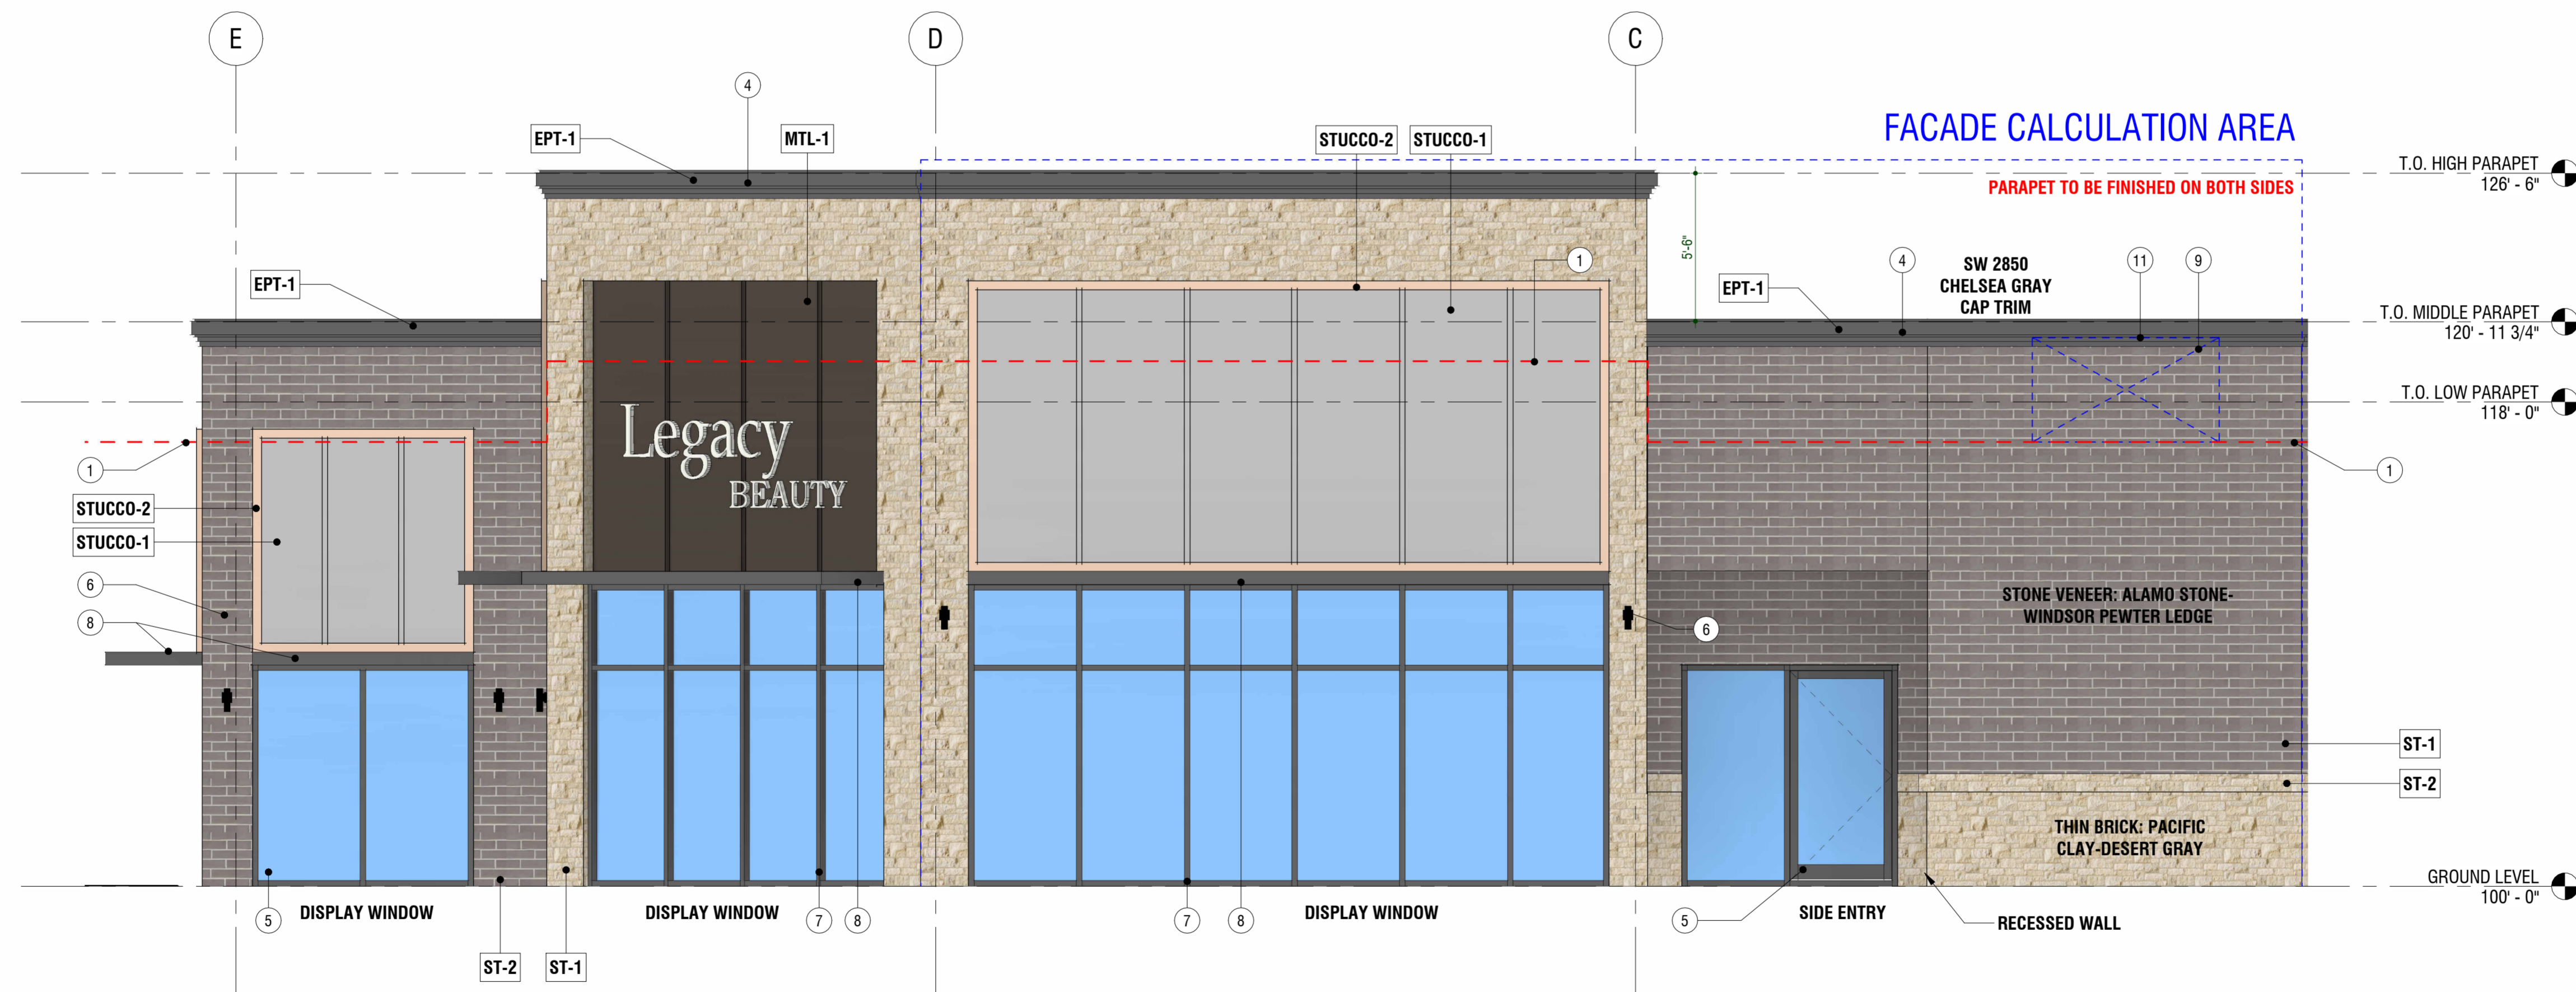 E
D
C
4
EPT-1
MTL-1
STUCCO-2
STUCCO-1
FACADE CALCULATION AREA
T.O. HIGH PARAPET
126' - 6"
PARAPET TO BE FINISHED ON BOTH SIDES
5'-6"
1
EPT-1
EPT-1
4
SW 2850
CHELSEA GRAY
CAP TRIM
11
9
T.O. MIDDLE PARAPET
120' - 11 3/4"
T.O. LOW PARAPET
118' - 0"
Legacy
BEAUTY
1
1
STUCCO-2
STUCCO-1
6
8
6
STONE VENEER: ALAMO STONE-
WINDSOR PEWTER LEDGE
ST-1
ST-2
THIN BRICK: PACIFIC
CLAY-DESERT GRAY
GROUND LEVEL
100' - 0"
5
DISPLAY WINDOW
DISPLAY WINDOW
7
8
7
8
DISPLAY WINDOW
5
SIDE ENTRY
RECESSED WALL
ST-2
ST-1